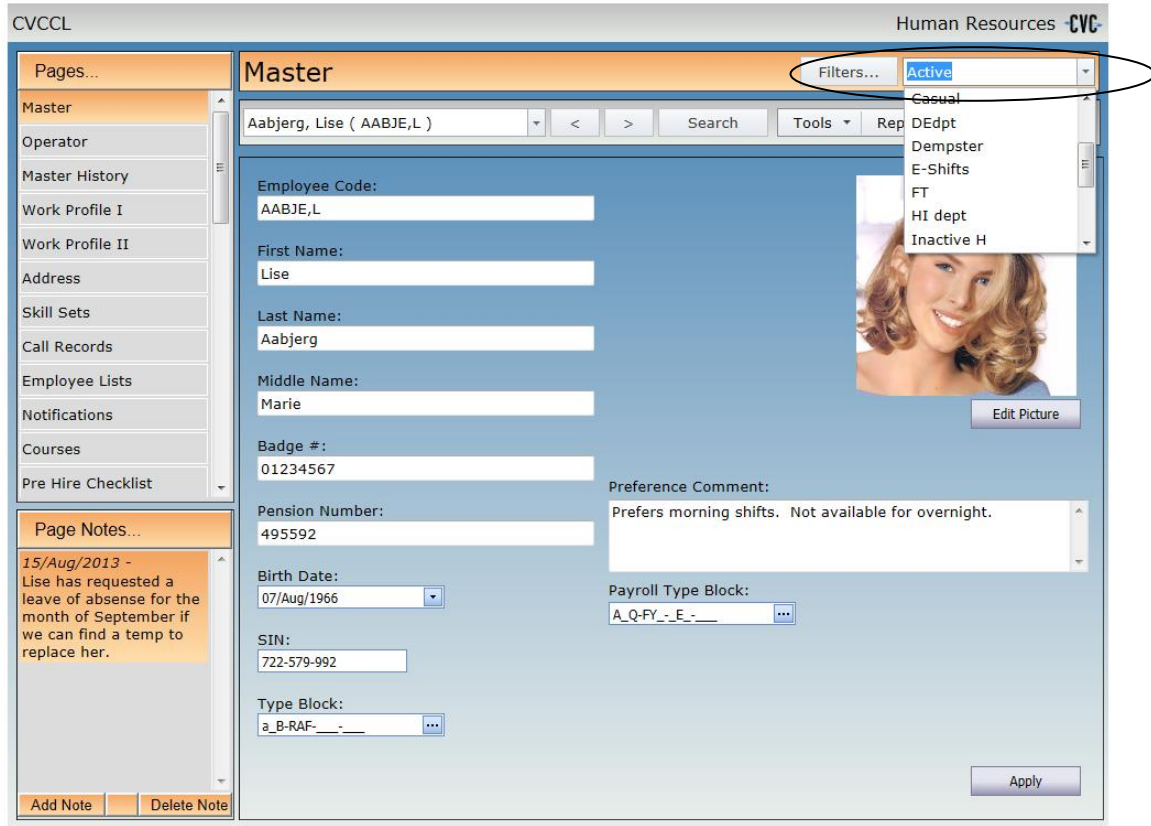 CVCCL
Human Resources CVC
Pages...
Master
Operator
Master History
Work Profile I
Work Profile II
Address
Skill Sets
Call Records
Employee Lists
Notifications
Courses
Pre Hire Checklist
Page Notes...
15/Aug/2013 -
Lise has requested a
leave of absense for the
month of September if
we can find a temp to
replace her.
Add Note
Delete Note
Master
Filters...
Active
Casual
DEdpt
Dempster
E-Shifts
FT
HI dept
Inactive H
Aabjerg, Lise ( AABJE,L )
<
>
Search
Tools
Rep
Employee Code:
AABJE,L
First Name:
Lise
Last Name:
Aabjerg
Middle Name:
Marie
Badge #:
01234567
Pension Number:
495592
Birth Date:
07/Aug/1966
SIN:
722-579-992
Type Block:
a_B-RAF-___-___
Edit Picture
Preference Comment:
Prefers morning shifts. Not available for overnight.
Payroll Type Block:
A_Q-FY_-_E_-___
Apply